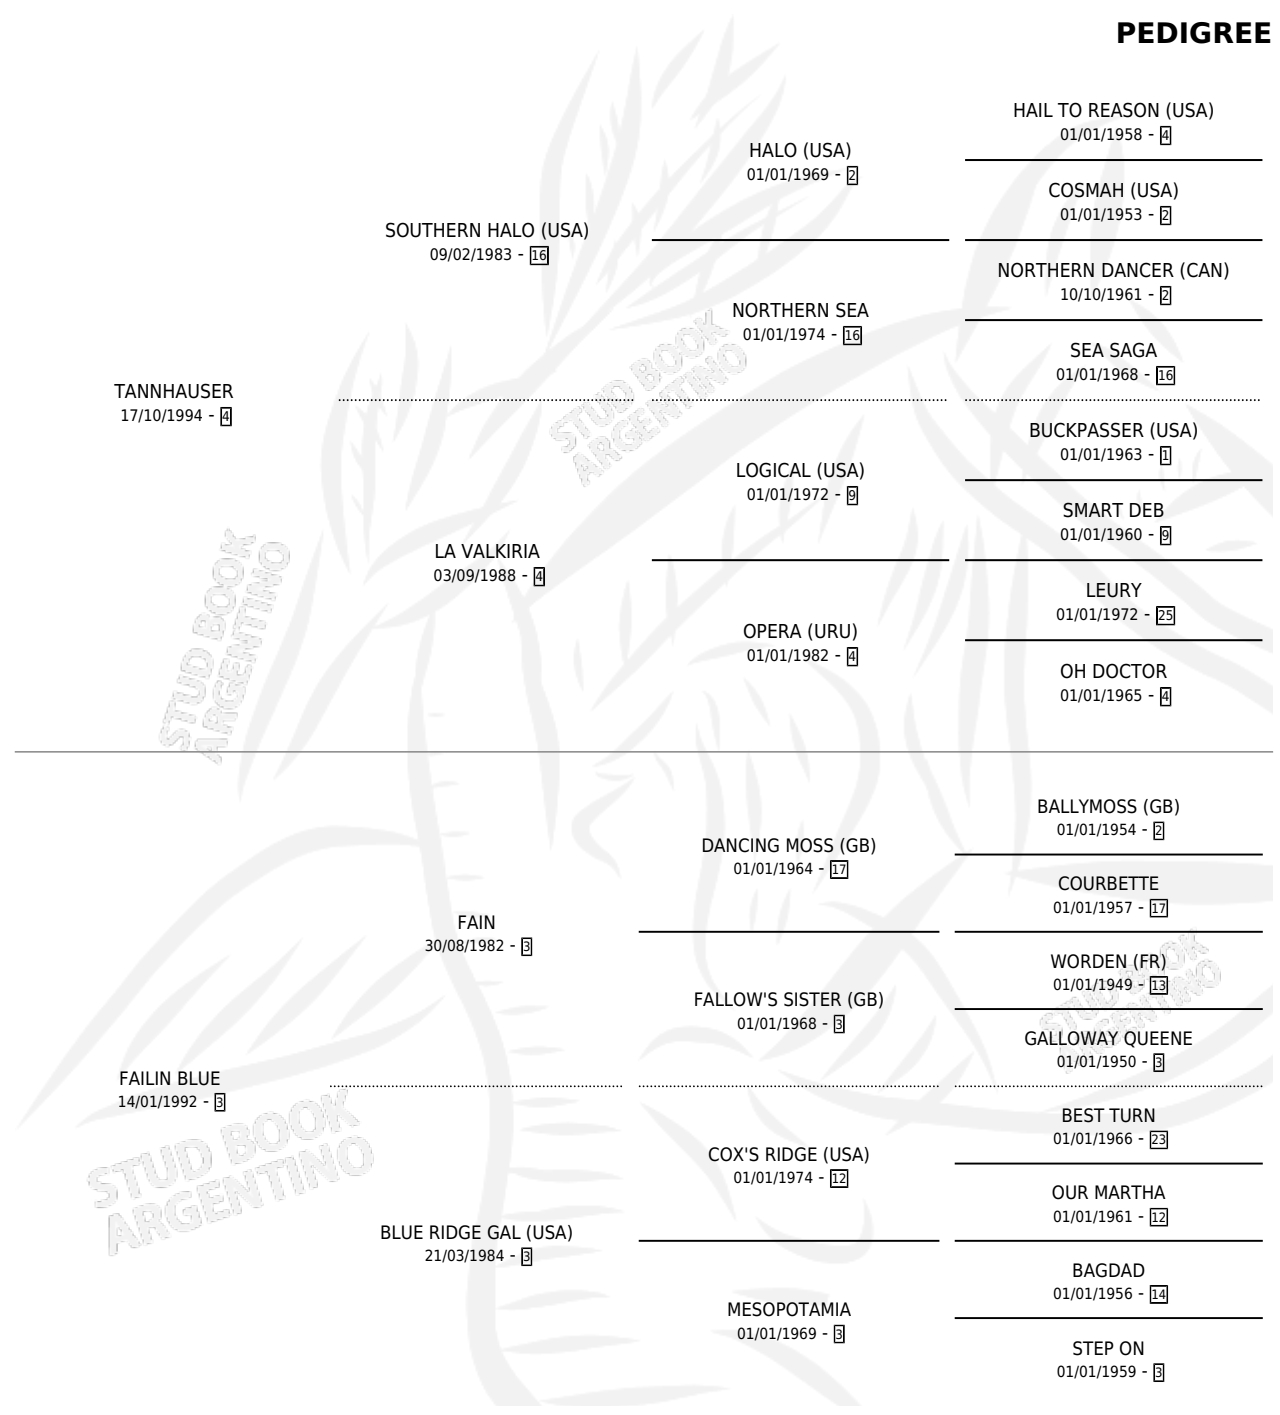 PEDIGREE
HAIL TO REASON (USA)
01/01/1958 - 4
HALO (USA)
01/01/1969 - 2
COSMAH (USA)
01/01/1953 - 2
SOUTHERN HALO (USA)
09/02/1983 - 16
NORTHERN DANCER (CAN)
10/10/1961 - 2
NORTHERN SEA
01/01/1974 - 16
SEA SAGA
01/01/1968 - 16
TANNHAUSER
17/10/1994 - 4
STUD BOOK
ARGENTINO
BUCKPASSER (USA)
01/01/1963 - 1
LOGICAL (USA)
01/01/1972 - 9
SMART DEB
01/01/1960 - 9
LA VALKIRIA
03/09/1988 - 4
LEURY
01/01/1972 - 25
OPERA (URU)
01/01/1982 - 4
OH DOCTOR
01/01/1965 - 4
STUD BOOK
ARGENTINO
BALLYMOSS (GB)
01/01/1954 - 2
DANCING MOSS (GB)
01/01/1964 - 17
COURBETTE
01/01/1957 - 17
FAIN
30/08/1982 - 3
WORDEN (FR)
01/01/1949 - 13
FALLOW'S SISTER (GB)
01/01/1968 - 3
STUD BOOK
ARGENTINO
GALLOWAY QUEENE
01/01/1950 - 3
FAILIN BLUE
14/01/1992 - 3
BEST TURN
01/01/1966 - 23
COX'S RIDGE (USA)
01/01/1974 - 12
STUD BOOK
ARGENTINO
OUR MARTHA
01/01/1961 - 12
BLUE RIDGE GAL (USA)
21/03/1984 - 3
BAGDAD
01/01/1956 - 14
MESOPOTAMIA
01/01/1969 - 3
STEP ON
01/01/1959 - 3